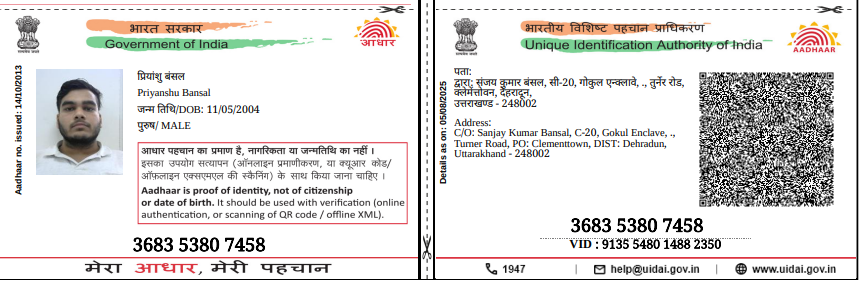 भारत सरकार
Government of India
आधार
Aadhaar no. issued: 14/10/2013
प्रियांशु बंसल
Priyanshu Bansal
जन्म तिथि/DOB: 11/05/2004
पुरुष/ MALE
आधार पहचान का प्रमाण है, नागरिकता या जन्मतिथि का नहीं ।
इसका उपयोग सत्यापन (ऑनलाइन प्रमाणीकरण, या क्यूआर कोड/
ऑफ़लाइन एक्सएमएल की स्कैनिंग) के साथ किया जाना चाहिए ।
Aadhaar is proof of identity, not of citizenship
or date of birth. It should be used with verification (online
authentication, or scanning of QR code / offline XML).
3683 5380 7458
मेरा आधार, मेरी पहचान
भारतीय विशिष्ट पहचान प्राधिकरण
Unique Identification Authority of India
AADHAAR
Details as on: 05/08/2025
पता:
द्वारा: संजय कुमार बंसल, सी-20, गोकुल एन्क्लावे, ., तुर्नेर रोड,
क्लेमेंत्तोवन, देहरादून,
उत्तराखण्ड - 248002
Address:
C/O: Sanjay Kumar Bansal, C-20, Gokul Enclave, .,
Turner Road, PO: Clementtown, DIST: Dehradun,
Uttarakhand - 248002
3683 5380 7458
VID : 9135 5480 1488 2350
1947 | help@uidai.gov.in | www.uidai.gov.in